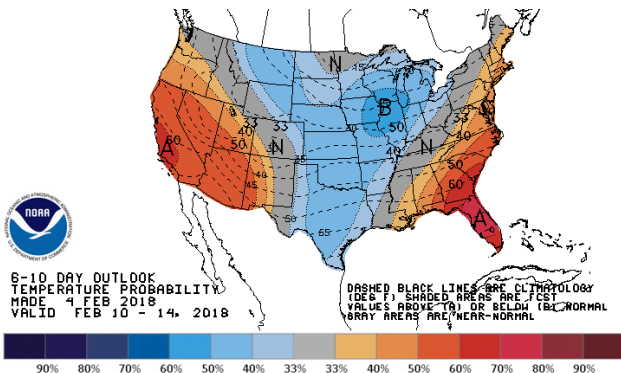 N
45
B
50
30
33
33
40
50
N
35
40
N
A
60
50
40
33
40
45
50
55
N
60
50
A
NATIONAL OCEANIC AND ATMOSPHERIC ADMINISTRATION
NOAA
U.S. DEPARTMENT OF COMMERCE
6-10 DAY OUTLOOK
TEMPERATURE PROBABILITY
MADE 4 FEB 2018
VALID FEB 10 - 14, 2018
DASHED BLACK LINES ARE CLIMATOLOGY
(DEG F) SHADED AREAS ARE FCST
VALUES ABOVE (A) OR BELOW (B) NORMAL
GRAY AREAS ARE NEAR-NORMAL
90% 80% 70% 60% 50% 40% 33% 33% 40% 50% 60% 70% 80% 90%